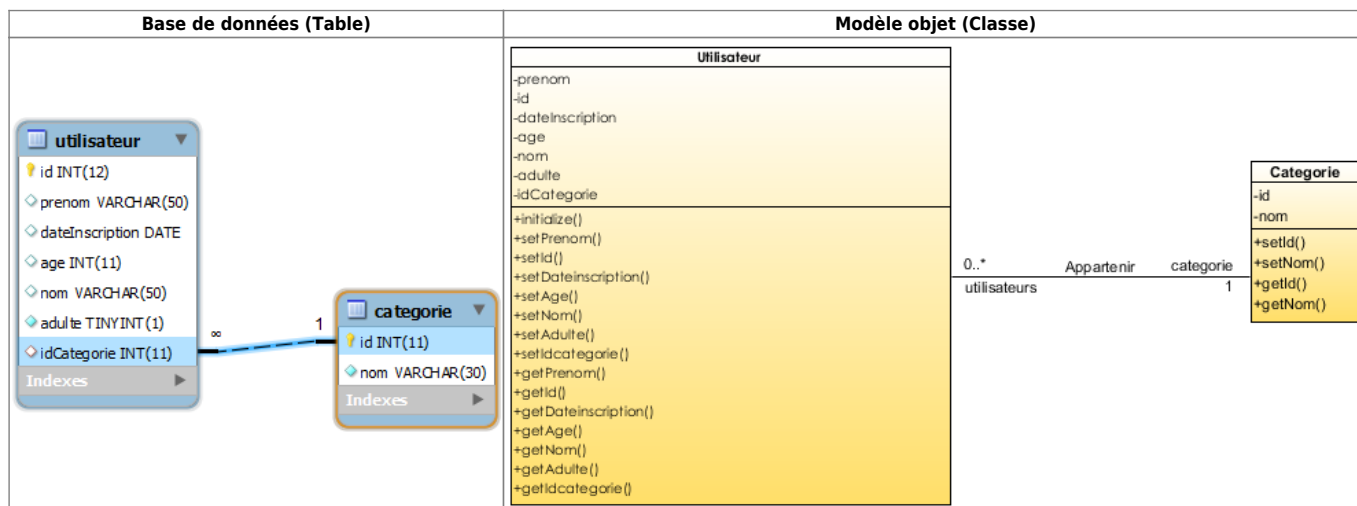 Base de données (Table)
Modèle objet (Classe)
utilisateur
id INT(12)
prenom VARCHAR(50)
dateInscription DATE
age INT(11)
nom VARCHAR(50)
adulte TINYINT(1)
idCategorie INT(11)
Indexes
∞
1
categorie
id INT(11)
nom VARCHAR(30)
Indexes
Utilisateur
-prenom
-id
-dateInscription
-age
-nom
-adulte
-idCategorie
+initialize()
+setPrenom()
+setId()
+setDateinscription()
+setAge()
+setNom()
+setAdulte()
+setIdcategorie()
+getPrenom()
+getId()
+getDateinscription()
+getAge()
+getNom()
+getAdulte()
+getIdcategorie()
0..* Appartenir categorie
utilisateurs 1
Categorie
-id
-nom
+setId()
+setNom()
+getId()
+getNom()